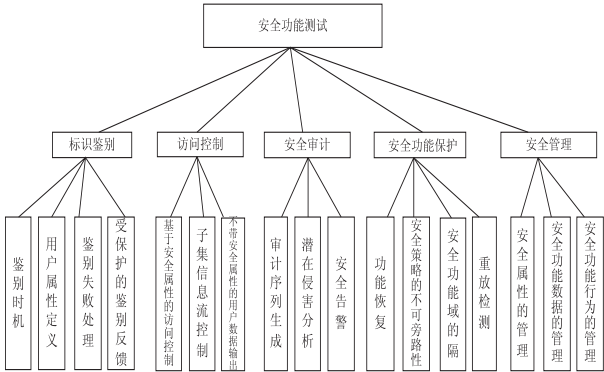 安全功能测试
标识鉴别
访问控制
安全审计
安全功能保护
安全管理
鉴别时机
用户属性定义
鉴别失败处理
受保护的鉴别反馈
基于安全属性的访问控制
子集信息流控制
不带安全属性的用户数据输出
审计序列生成
潜在侵害分析
安全告警
功能恢复
安全策略的不可旁路性
安全功能域的隔
重放检测
安全属性的管理
安全功能数据的管理
安全功能行为的管理